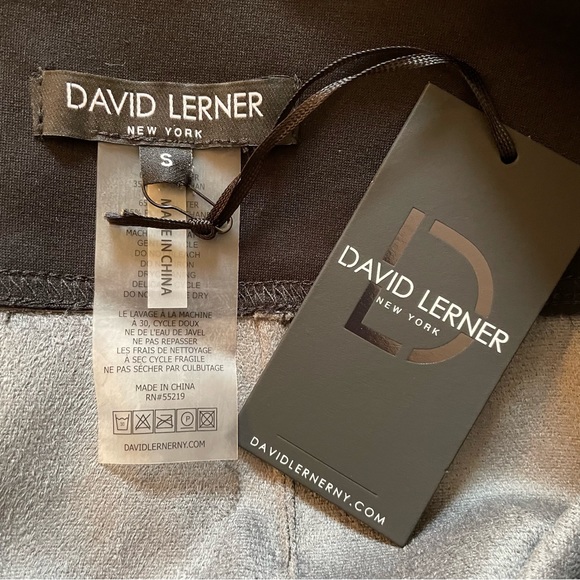 DAVID LERNER
NEW YORK
S
MADE IN CHINA
LE LAVAGE À LA MACHINE
À 30, CYCLE DOUX
NE DE L'EAU DE JAVEL
NE PAS REPASSER
LES FRAIS DE NETTOYAGE
À SEC CYCLE FRAGILE
NE PAS SÉCHER PAR CULBUTAGE
MADE IN CHINA
RN#55219
DAVIDLERNERNY.COM
LD
DAVID LERNER
NEW YORK
DAVIDLERNERNY.COM